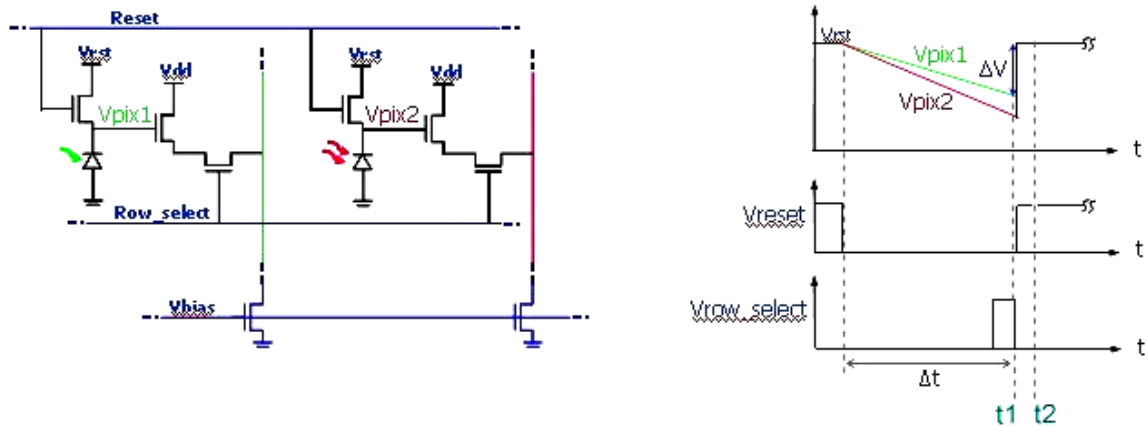 Reset
Vrst
Vdd
Vpix1
Vrst
Vdd
Vpix2
Row_select
Vbias
Vrst
Vpix1
ΔV
Vpix2
t
Vreset
t
Vrow_select
t
Δt
t1 t2